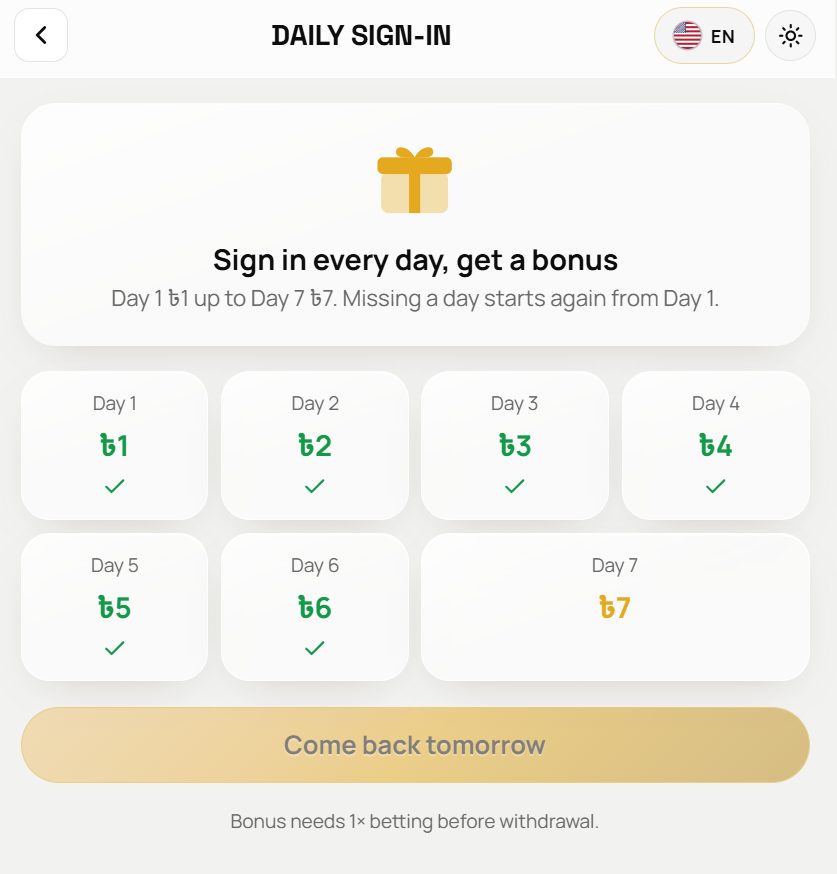 DAILY SIGN-IN
EN
Sign in every day, get a bonus
Day 1 ৳1 up to Day 7 ৳7. Missing a day starts again from Day 1.
Day 1
৳1
Day 2
৳2
Day 3
৳3
Day 4
৳4
Day 5
৳5
Day 6
৳6
Day 7
৳7
Come back tomorrow
Bonus needs 1× betting before withdrawal.